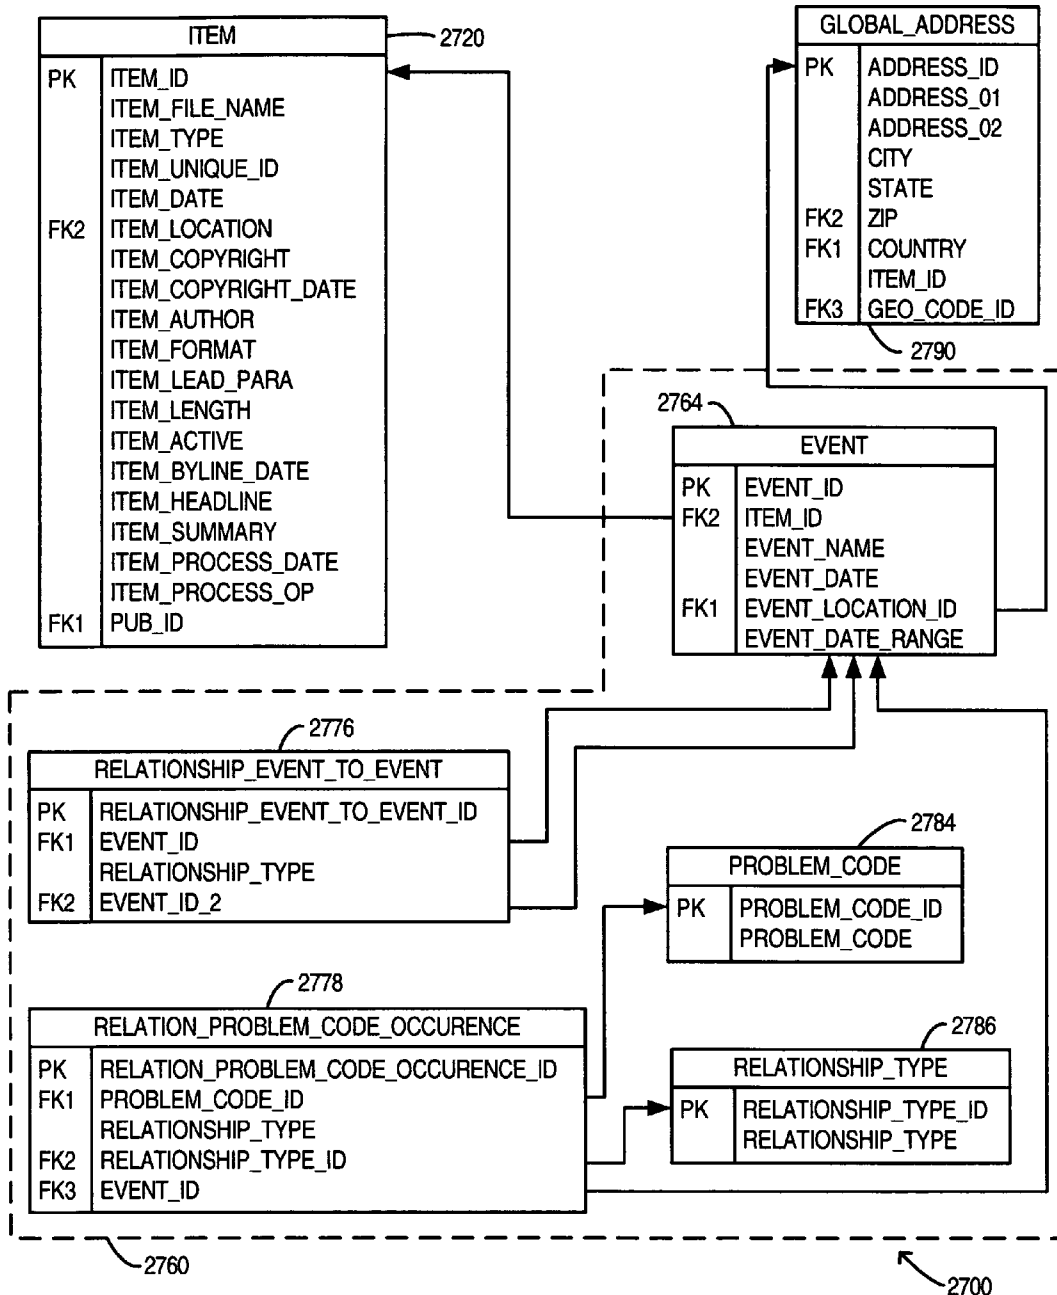 ITEM
2720
PK ITEM_ID
ITEM_FILE_NAME
ITEM_TYPE
ITEM_UNIQUE_ID
ITEM_DATE
FK2 ITEM_LOCATION
ITEM_COPYRIGHT
ITEM_COPYRIGHT_DATE
ITEM_AUTHOR
ITEM_FORMAT
ITEM_LEAD_PARA
ITEM_LENGTH
ITEM_ACTIVE
ITEM_BYLINE_DATE
ITEM_HEADLINE
ITEM_SUMMARY
ITEM_PROCESS_DATE
ITEM_PROCESS_OP
FK1 PUB_ID
GLOBAL_ADDRESS
PK ADDRESS_ID
ADDRESS_01
ADDRESS_02
CITY
STATE
FK2 ZIP
FK1 COUNTRY
ITEM_ID
FK3 GEO_CODE_ID
2790
2764
EVENT
PK EVENT_ID
FK2 ITEM_ID
EVENT_NAME
EVENT_DATE
FK1 EVENT_LOCATION_ID
EVENT_DATE_RANGE
2776
RELATIONSHIP_EVENT_TO_EVENT
PK RELATIONSHIP_EVENT_TO_EVENT_ID
FK1 EVENT_ID
RELATIONSHIP_TYPE
FK2 EVENT_ID_2
2784
PROBLEM_CODE
PK PROBLEM_CODE_ID
PROBLEM_CODE
2778
RELATION_PROBLEM_CODE_OCCURENCE
PK RELATION_PROBLEM_CODE_OCCURENCE_ID
FK1 PROBLEM_CODE_ID
RELATIONSHIP_TYPE
FK2 RELATIONSHIP_TYPE_ID
FK3 EVENT_ID
2786
RELATIONSHIP_TYPE
PK RELATIONSHIP_TYPE_ID
RELATIONSHIP_TYPE
2760
2700